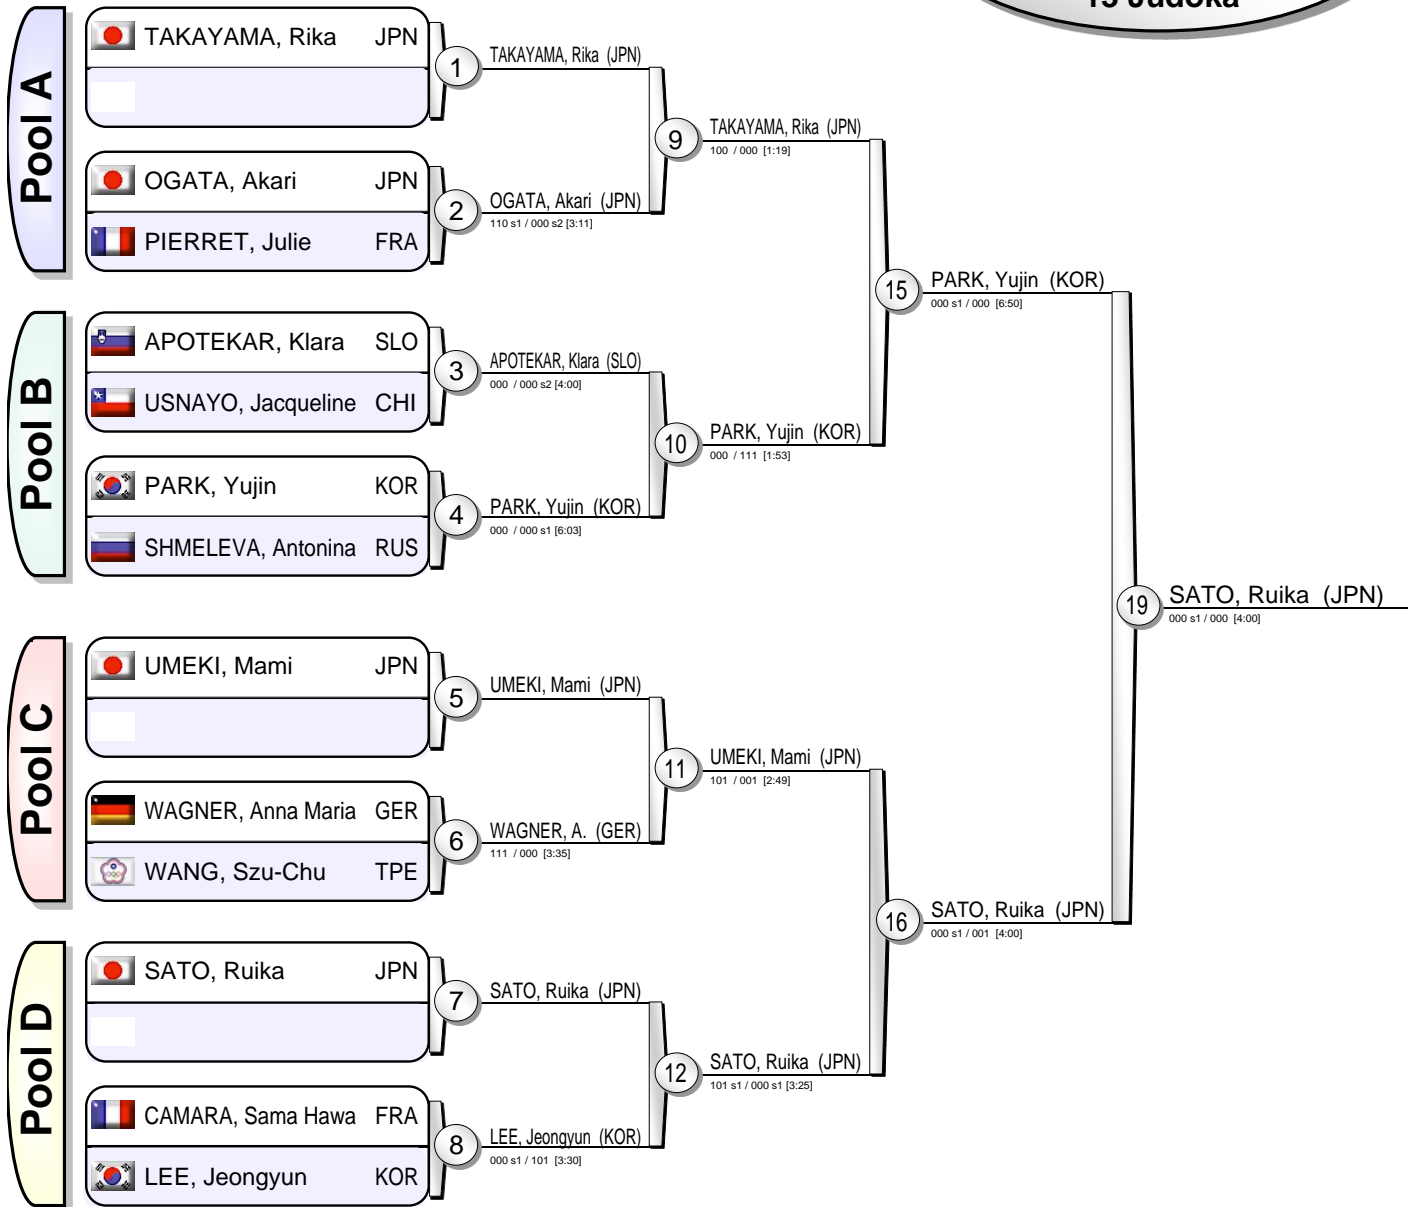 13 Judoka
Pool A
TAKAYAMA, Rika JPN
1
TAKAYAMA, Rika (JPN)
OGATA, Akari JPN
PIERRET, Julie FRA
2
OGATA, Akari (JPN)
110 s1 / 000 s2 [3:11]
9
TAKAYAMA, Rika (JPN)
100 / 000 [1:19]
Pool B
APOTEKAR, Klara SLO
USNAYO, Jacqueline CHI
3
APOTEKAR, Klara (SLO)
000 / 000 s2 [4:00]
PARK, Yujin KOR
SHMELEVA, Antonina RUS
4
PARK, Yujin (KOR)
000 / 000 s1 [6:03]
10
PARK, Yujin (KOR)
000 / 111 [1:53]
15
PARK, Yujin (KOR)
000 s1 / 000 [6:50]
Pool C
UMEKI, Mami JPN
5
UMEKI, Mami (JPN)
WAGNER, Anna Maria GER
WANG, Szu-Chu TPE
6
WAGNER, A. (GER)
111 / 000 [3:35]
11
UMEKI, Mami (JPN)
101 / 001 [2:49]
Pool D
SATO, Ruika JPN
7
SATO, Ruika (JPN)
CAMARA, Sama Hawa FRA
LEE, Jeongyun KOR
8
LEE, Jeongyun (KOR)
000 s1 / 101 [3:30]
12
SATO, Ruika (JPN)
101 s1 / 000 s1 [3:25]
16
SATO, Ruika (JPN)
000 s1 / 001 [4:00]
19
SATO, Ruika (JPN)
000 s1 / 000 [4:00]